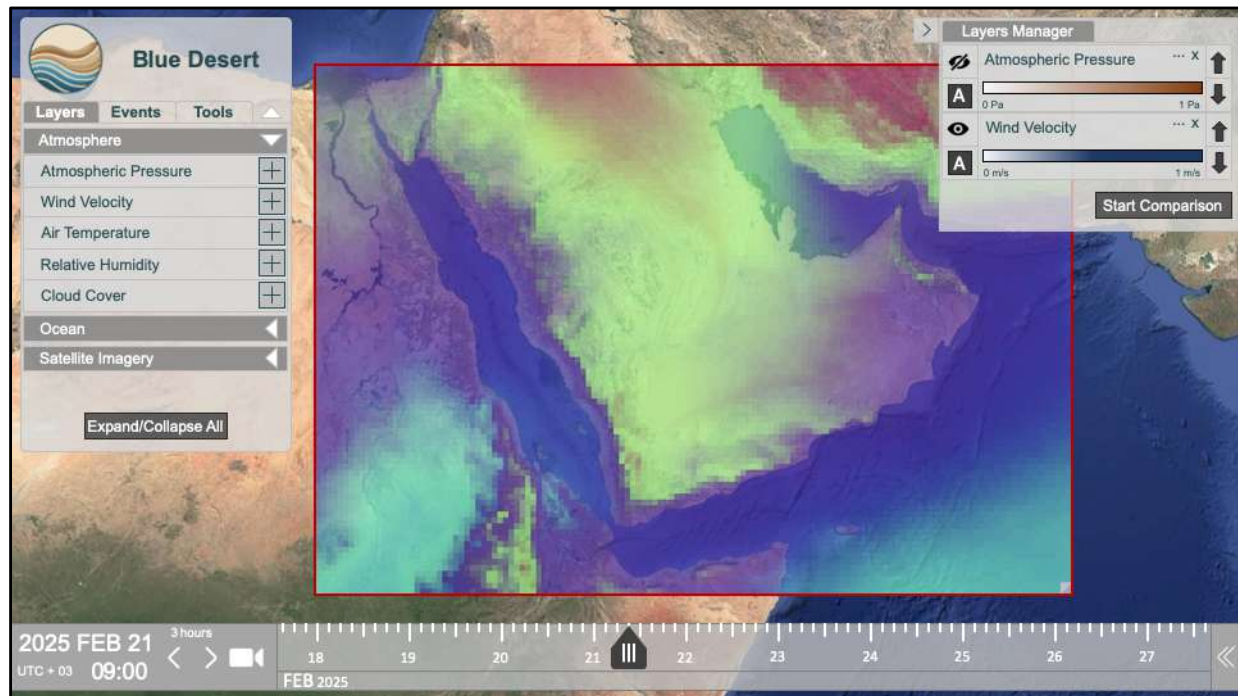 Blue Desert
Layers Events Tools
Atmosphere
Atmospheric Pressure
Wind Velocity
Air Temperature
Relative Humidity
Cloud Cover
Ocean
Satellite Imagery
Expand/Collapse All
Layers Manager
Atmospheric Pressure ... X
A
0 Pa 1 Pa
Wind Velocity ... X
A
0 m/s 1 m/s
Start Comparison
2025 FEB 21
3 hours
UTC + 03 09:00
18 19 20 21 22 23 24 25 26 27
FEB 2025